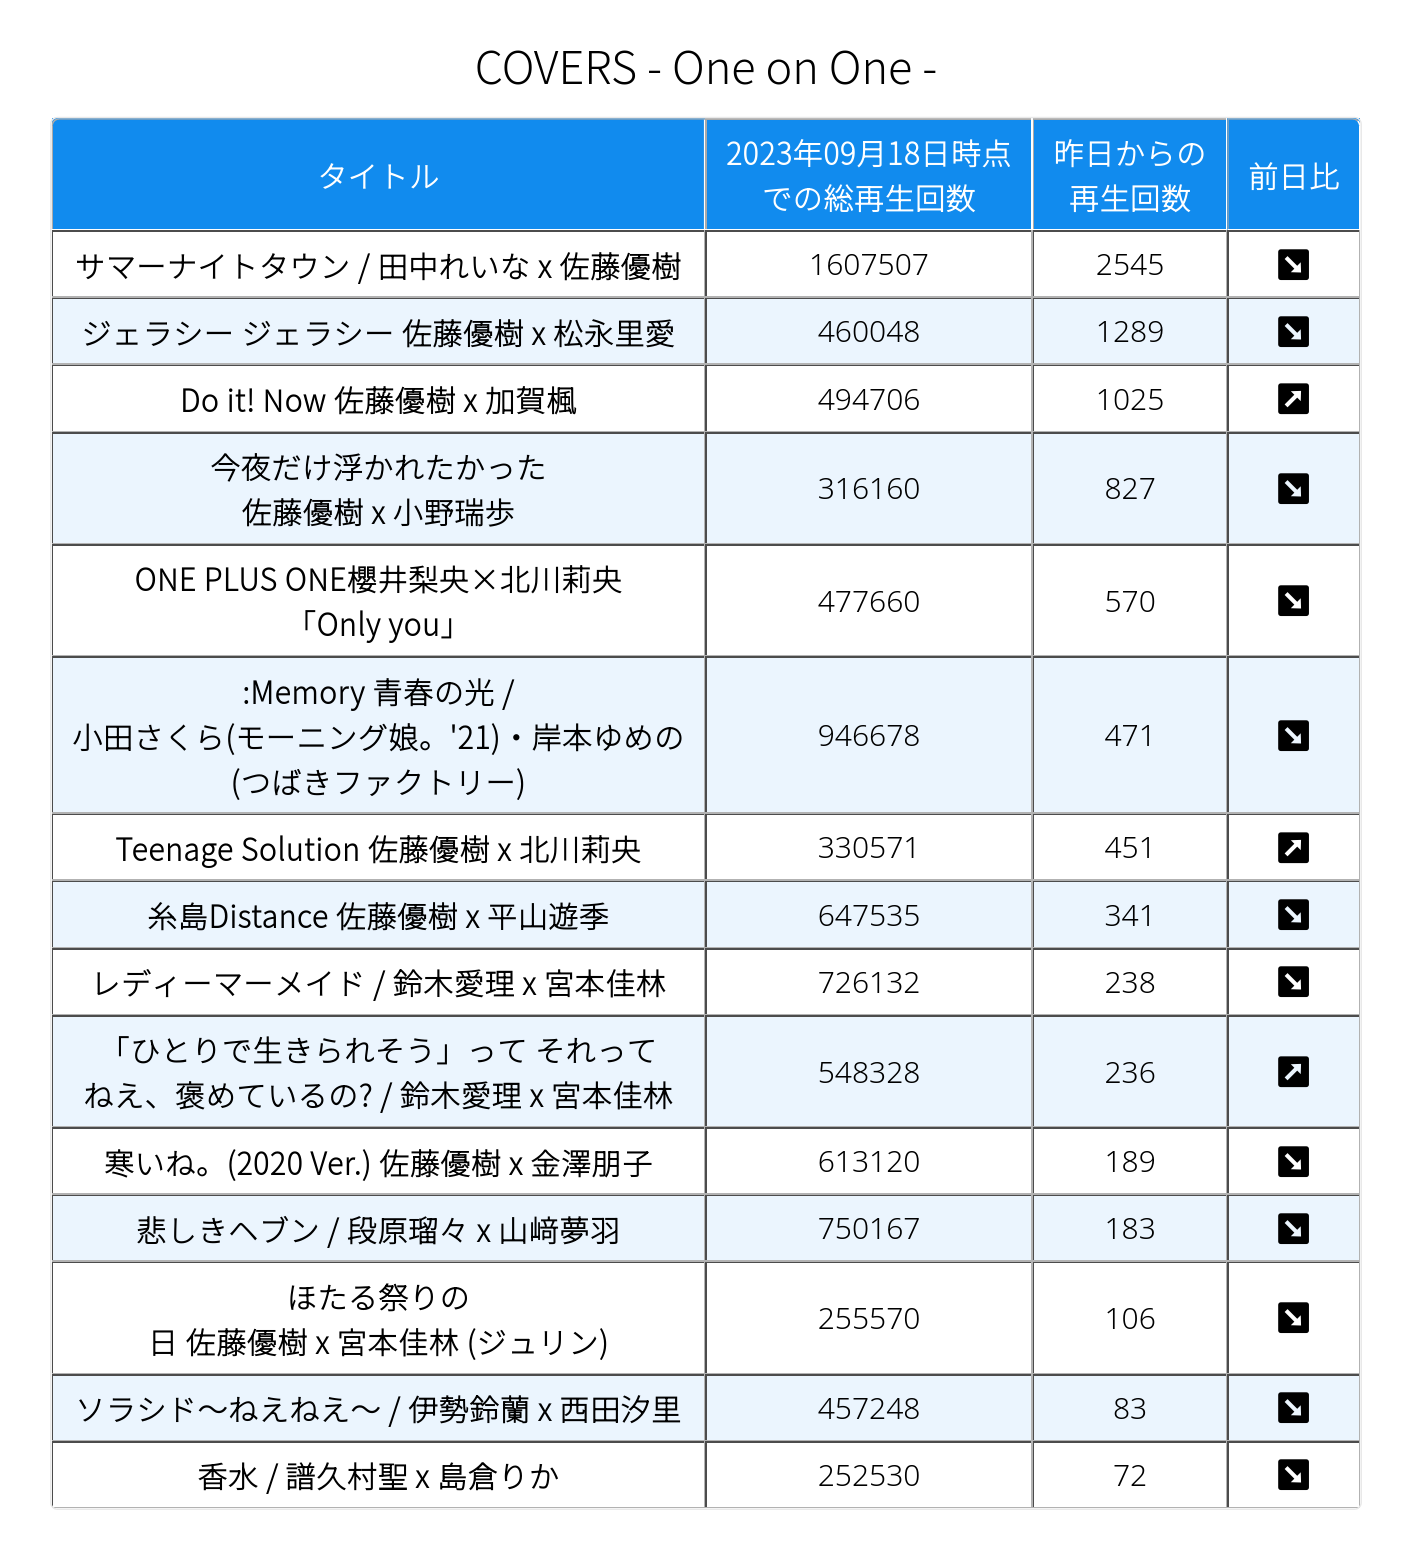 COVERS - One on One -
タイトル
2023年09月18日時点
での総再生回数
昨日からの
再生回数
前日比
サマーナイトタウン / 田中れいな x 佐藤優樹
1607507
2545
ジェラシー ジェラシー 佐藤優樹 x 松永里愛
460048
1289
Do it! Now 佐藤優樹 x 加賀楓
494706
1025
今夜だけ浮かれたかった
佐藤優樹 x 小野瑞歩
316160
827
ONE PLUS ONE櫻井梨央×北川莉央
「Only you」
477660
570
:Memory 青春の光 /
小田さくら(モーニング娘。'21)・岸本ゆめの
(つばきファクトリー)
946678
471
Teenage Solution 佐藤優樹 x 北川莉央
330571
451
糸島Distance 佐藤優樹 x 平山遊季
647535
341
レディーマーメイド / 鈴木愛理 x 宮本佳林
726132
238
「ひとりで生きられそう」って それって
ねえ、褒めているの? / 鈴木愛理 x 宮本佳林
548328
236
寒いね。(2020 Ver.) 佐藤優樹 x 金澤朋子
613120
189
悲しきヘブン / 段原瑠々 x 山﨑夢羽
750167
183
ほたる祭りの
日 佐藤優樹 x 宮本佳林 (ジュリン)
255570
106
ソラシド〜ねえねえ〜 / 伊勢鈴蘭 x 西田汐里
457248
83
香水 / 譜久村聖 x 島倉りか
252530
72